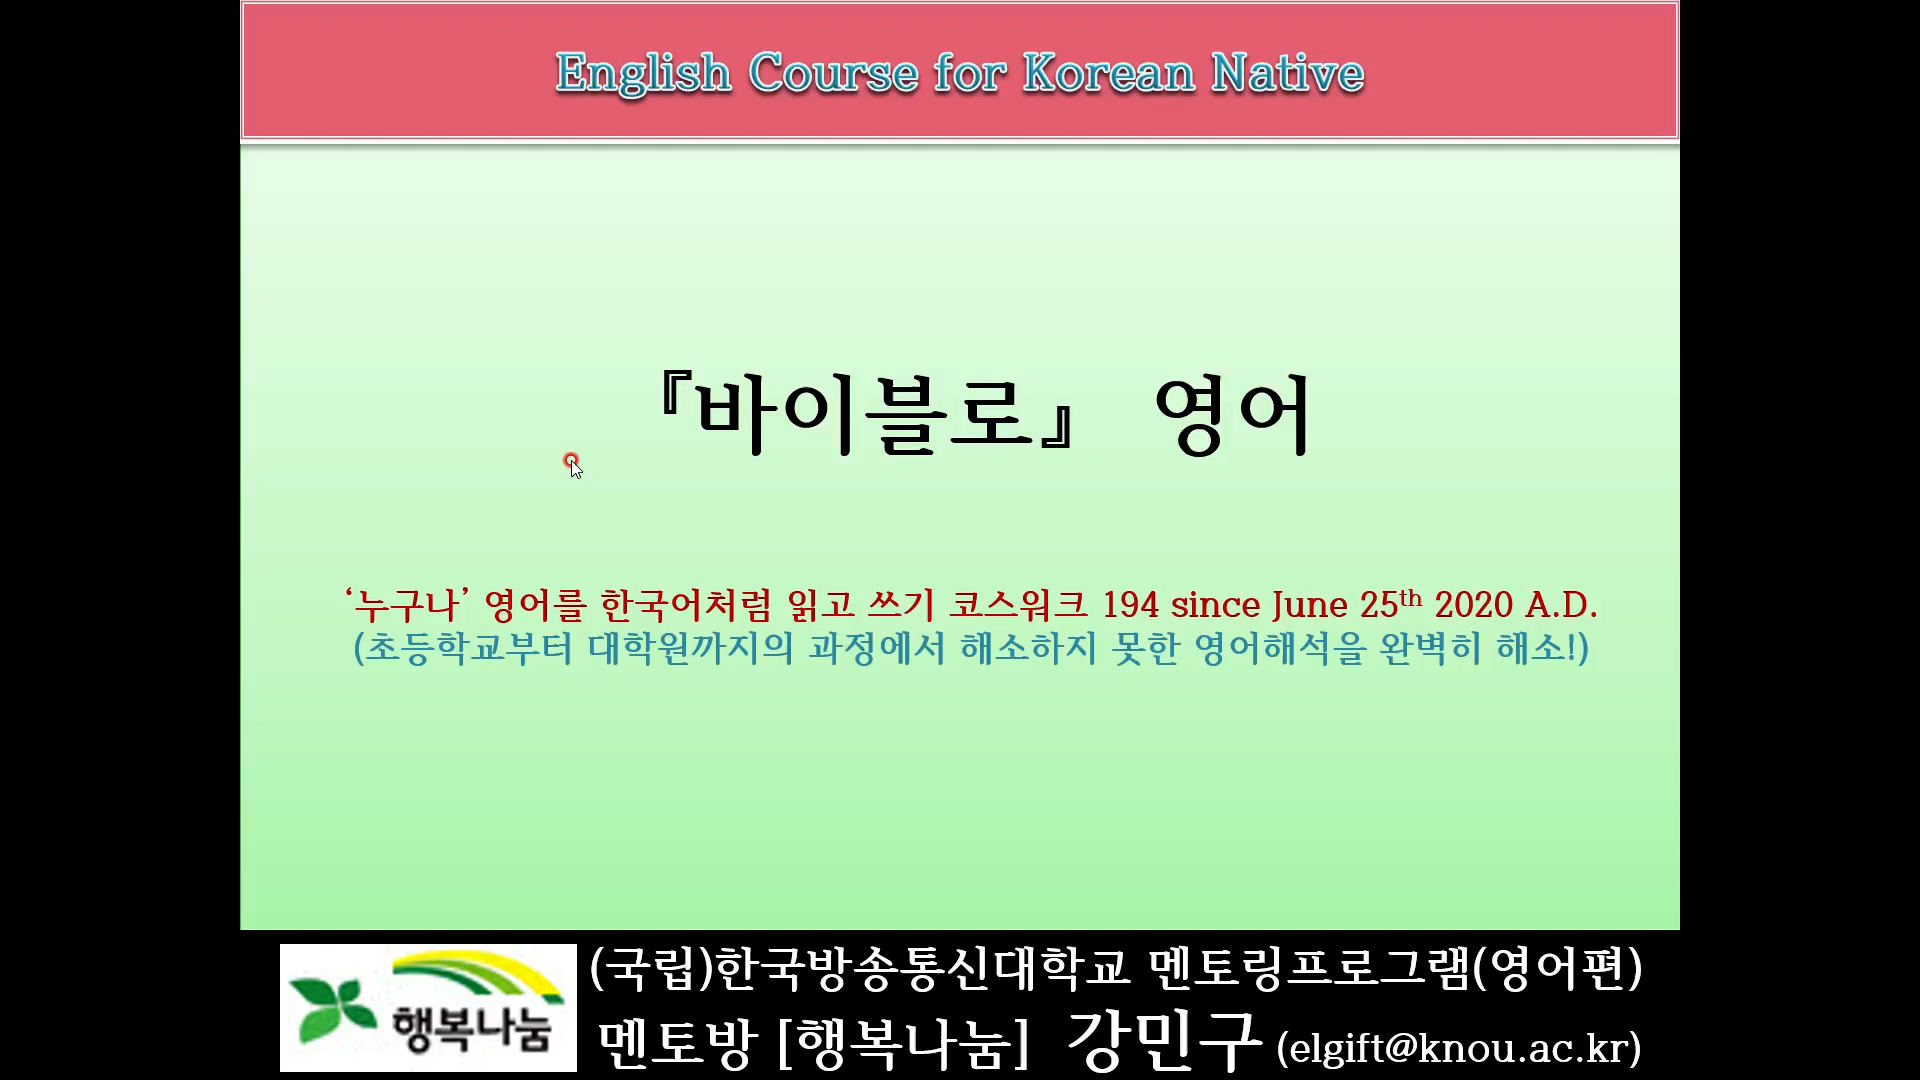 English Course for Korean Native
『바이블로』 영어
‘누구나’ 영어를 한국어처럼 읽고 쓰기 코스워크 194 since June 25th 2020 A.D.
(초등학교부터 대학원까지의 과정에서 해소하지 못한 영어해석을 완벽히 해소!)
행복나눔
(국립)한국방송통신대학교 멘토링프로그램(영어편)
멘토방 [행복나눔] 강민구 (elgift@knou.ac.kr)